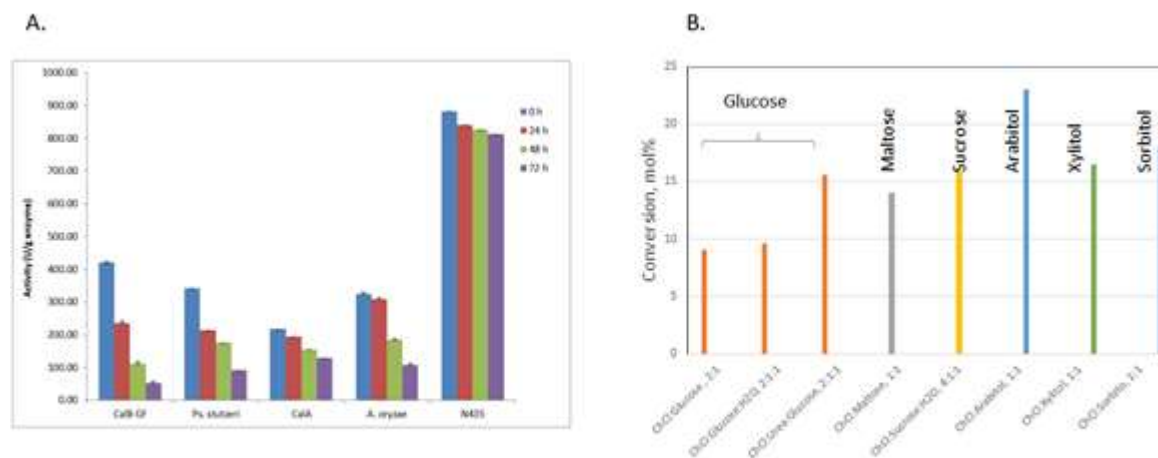 A.
B.
1000.00
900.00
800.00
700.00
600.00
500.00
400.00
300.00
200.00
100.00
0.00
Activity (U/g enzyme)
0 h
24 h
48 h
72 h
CalB GF
Ps. stutzeri
CalA
A. oryzae
N435
25
20
15
10
5
0
Conversion, mol%
Glucose
Maltose
Sucrose
Arabitol
Xylitol
Sorbitol
ChCl:Glucose, 2:1
ChCl:Glucose:H2O, 2:1:1
ChCl:Urea:Glucose, 2:1:1
ChCl:Maltose, 1:1
ChCl:Sucrose:H2O, 4:1:1
ChCl:Arabitol, 1:1
ChCl:Xylitol, 1:1